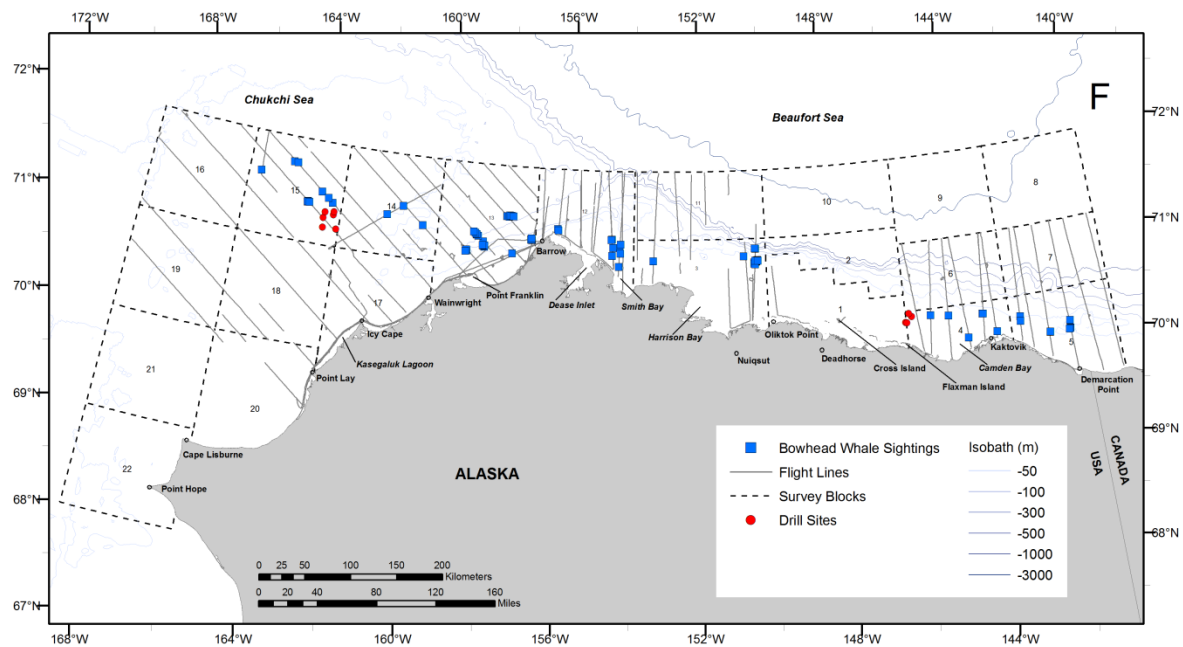 172°W 168°W 164°W 160°W 156°W 152°W 148°W 144°W 140°W
72°N
72°N
Chukchi Sea
F
Beaufort Sea
71°N
71°N
16
15
14
13
12
11
10
9
8
7
6
2
1
4
5
3
Barrow
70°N
70°N
19
18
17
Point Franklin
Wainwright
Dease Inlet
Smith Bay
Harrison Bay
Icy Cape
Kasegaluk Lagoon
Oliktok Point
Nuiqsut
Deadhorse
Cross Island
Flaxman Island
Camden Bay
Kaktovik
Demarcation
Point
Point Lay
21
20
69°N
69°N
Cape Lisburne
22
Point Hope
ALASKA
68°N
68°N
Bowhead Whale Sightings
Flight Lines
Survey Blocks
Drill Sites
Isobath (m)
-50
-100
-300
-500
-1000
-3000
CANADA
USA
0 25 50 100 150 200
Kilometers
0 20 40 80 120 160
Miles
67°N
67°N
168°W 164°W 160°W 156°W 152°W 148°W 144°W